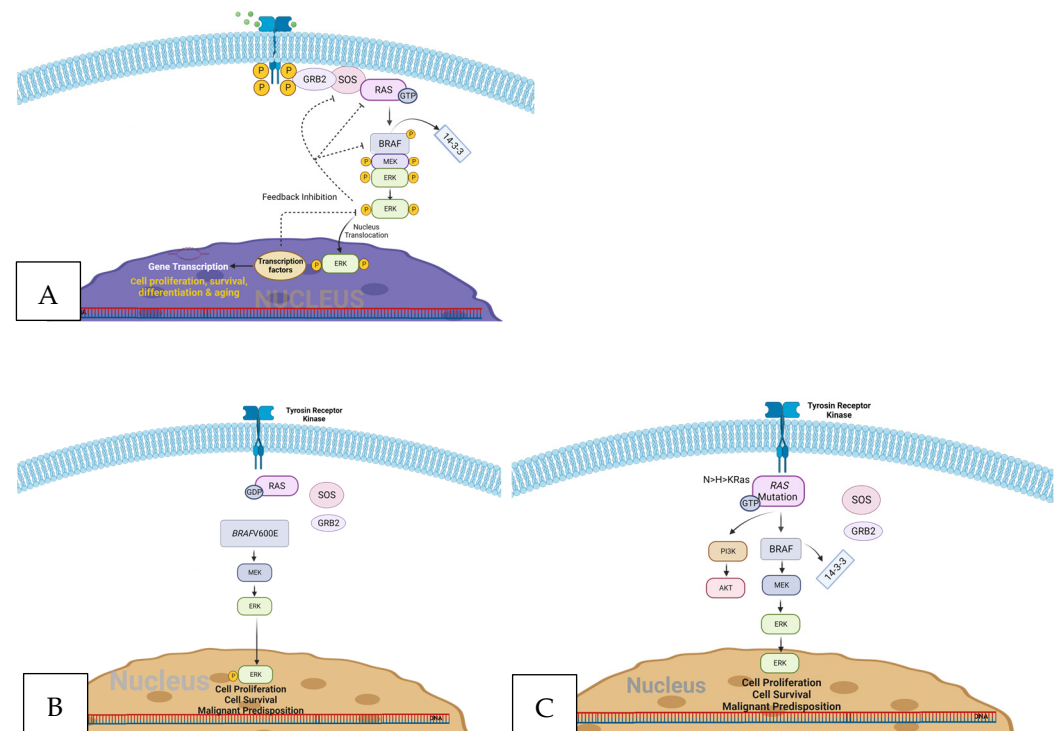 P P
P P
GRB2
SOS
RAS
GTP
BRAF
P
14-3-3
P MEK P
P ERK P
Feedback Inhibition
P ERK P
Nucleus
Translocation
P ERK P
Transcription
factors
Gene Transcription
Cell proliferation, survival,
differentiation & aging
NUCLEUS
A
Tyrosin Receptor
Kinase
GDP
RAS
SOS
GRB2
BRAFV600E
MEK
ERK
P ERK
Nucleus
Cell Proliferation
Cell Survival
Malignant Predisposition
DNA
B
Tyrosin Receptor
Kinase
N>H>KRas
RAS
Mutation
GTP
SOS
GRB2
PI3K
BRAF
14-3-3
AKT
MEK
ERK
ERK
Nucleus
Cell Proliferation
Cell Survival
Malignant Predisposition
DNA
C